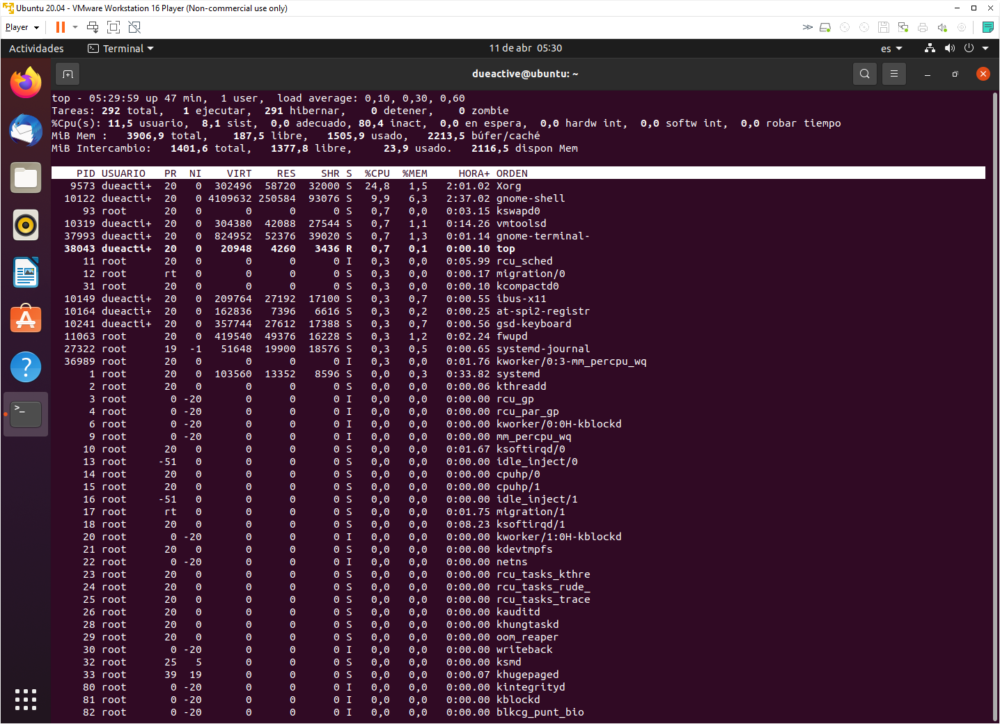 Ubuntu 20.04 - VMware Workstation 16 Player (Non-commercial use only)
Player
Actividades Terminal 11 de abr 05:30 es
dueactive@ubuntu: ~
top - 05:29:59 up 47 min,  1 user,  load average: 0,10, 0,30, 0,60
Tareas: 292 total,   1 ejecutar,  291 hibernar,    0 detener,    0 zombie
%Cpu(s): 11,5 usuario,  8,1 sist,  0,0 adecuado, 80,4 inact,  0,0 en espera,  0,0 hardw int,  0,0 softw int,  0,0 robar tiempo
MiB Mem :   3906,9 total,    187,5 libre,   1505,9 usado,   2213,5 búfer/caché
MiB Intercambio:   1401,6 total,   1377,8 libre,     23,9 usado.   2116,5 dispon Mem
PID USUARIO PR NI VIRT RES SHR S %CPU %MEM HORA+ ORDEN
9573 dueacti+ 20 0 302496 58720 32000 S 24,8 1,5 2:01.02 Xorg
10122 dueacti+ 20 0 4109632 250584 93076 S 9,9 6,3 2:37.02 gnome-shell
93 root 20 0 0 0 0 S 0,7 0,0 0:03.15 kswapd0
10319 dueacti+ 20 0 304380 42088 27544 S 0,7 1,1 0:14.26 vmtoolsd
37993 dueacti+ 20 0 824952 52376 39020 S 0,7 1,3 0:01.14 gnome-terminal-
38043 dueacti+ 20 0 20948 4260 3436 R 0,7 0,1 0:00.10 top
11 root 20 0 0 0 0 I 0,3 0,0 0:05.99 rcu_sched
12 root rt 0 0 0 0 S 0,3 0,0 0:00.17 migration/0
31 root 20 0 0 0 0 S 0,3 0,0 0:00.10 kcompactd0
10149 dueacti+ 20 0 209764 27192 17100 S 0,3 0,7 0:00.55 ibus-x11
10164 dueacti+ 20 0 162836 7396 6616 S 0,3 0,2 0:00.25 at-spi2-registr
10241 dueacti+ 20 0 357744 27612 17388 S 0,3 0,7 0:00.56 gsd-keyboard
11063 root 20 0 419540 49376 16228 S 0,3 1,2 0:02.24 fwupd
27322 root 19 -1 51648 19900 18576 S 0,3 0,5 0:00.65 systemd-journal
36989 root 20 0 0 0 0 I 0,3 0,0 0:01.76 kworker/0:3-mm_percpu_wq
1 root 20 0 103560 13352 8596 S 0,0 0,3 0:33.82 systemd
2 root 20 0 0 0 0 S 0,0 0,0 0:00.06 kthreadd
3 root 0 -20 0 0 0 I 0,0 0,0 0:00.00 rcu_gp
4 root 0 -20 0 0 0 I 0,0 0,0 0:00.00 rcu_par_gp
6 root 0 -20 0 0 0 I 0,0 0,0 0:00.00 kworker/0:0H-kblockd
9 root 0 -20 0 0 0 I 0,0 0,0 0:00.00 mm_percpu_wq
10 root 20 0 0 0 0 S 0,0 0,0 0:01.67 ksoftirqd/0
13 root -51 0 0 0 0 S 0,0 0,0 0:00.00 idle_inject/0
14 root 20 0 0 0 0 S 0,0 0,0 0:00.00 cpuhp/0
15 root 20 0 0 0 0 S 0,0 0,0 0:00.00 cpuhp/1
16 root -51 0 0 0 0 S 0,0 0,0 0:00.00 idle_inject/1
17 root rt 0 0 0 0 S 0,0 0,0 0:01.75 migration/1
18 root 20 0 0 0 0 S 0,0 0,0 0:08.23 ksoftirqd/1
20 root 0 -20 0 0 0 I 0,0 0,0 0:00.00 kworker/1:0H-kblockd
21 root 20 0 0 0 0 S 0,0 0,0 0:00.00 kdevtmpfs
22 root 0 -20 0 0 0 I 0,0 0,0 0:00.00 netns
23 root 20 0 0 0 0 S 0,0 0,0 0:00.00 rcu_tasks_kthre
24 root 20 0 0 0 0 S 0,0 0,0 0:00.00 rcu_tasks_rude_
25 root 20 0 0 0 0 S 0,0 0,0 0:00.00 rcu_tasks_trace
26 root 20 0 0 0 0 S 0,0 0,0 0:00.00 kauditd
28 root 20 0 0 0 0 S 0,0 0,0 0:00.00 khungtaskd
29 root 20 0 0 0 0 S 0,0 0,0 0:00.00 oom_reaper
30 root 0 -20 0 0 0 I 0,0 0,0 0:00.00 writeback
32 root 25 5 0 0 0 S 0,0 0,0 0:00.00 ksmd
33 root 39 19 0 0 0 S 0,0 0,0 0:00.07 khugepaged
80 root 0 -20 0 0 0 I 0,0 0,0 0:00.00 kintegrityd
81 root 0 -20 0 0 0 I 0,0 0,0 0:00.00 kblockd
82 root 0 -20 0 0 0 I 0,0 0,0 0:00.00 blkcg_punt_bio